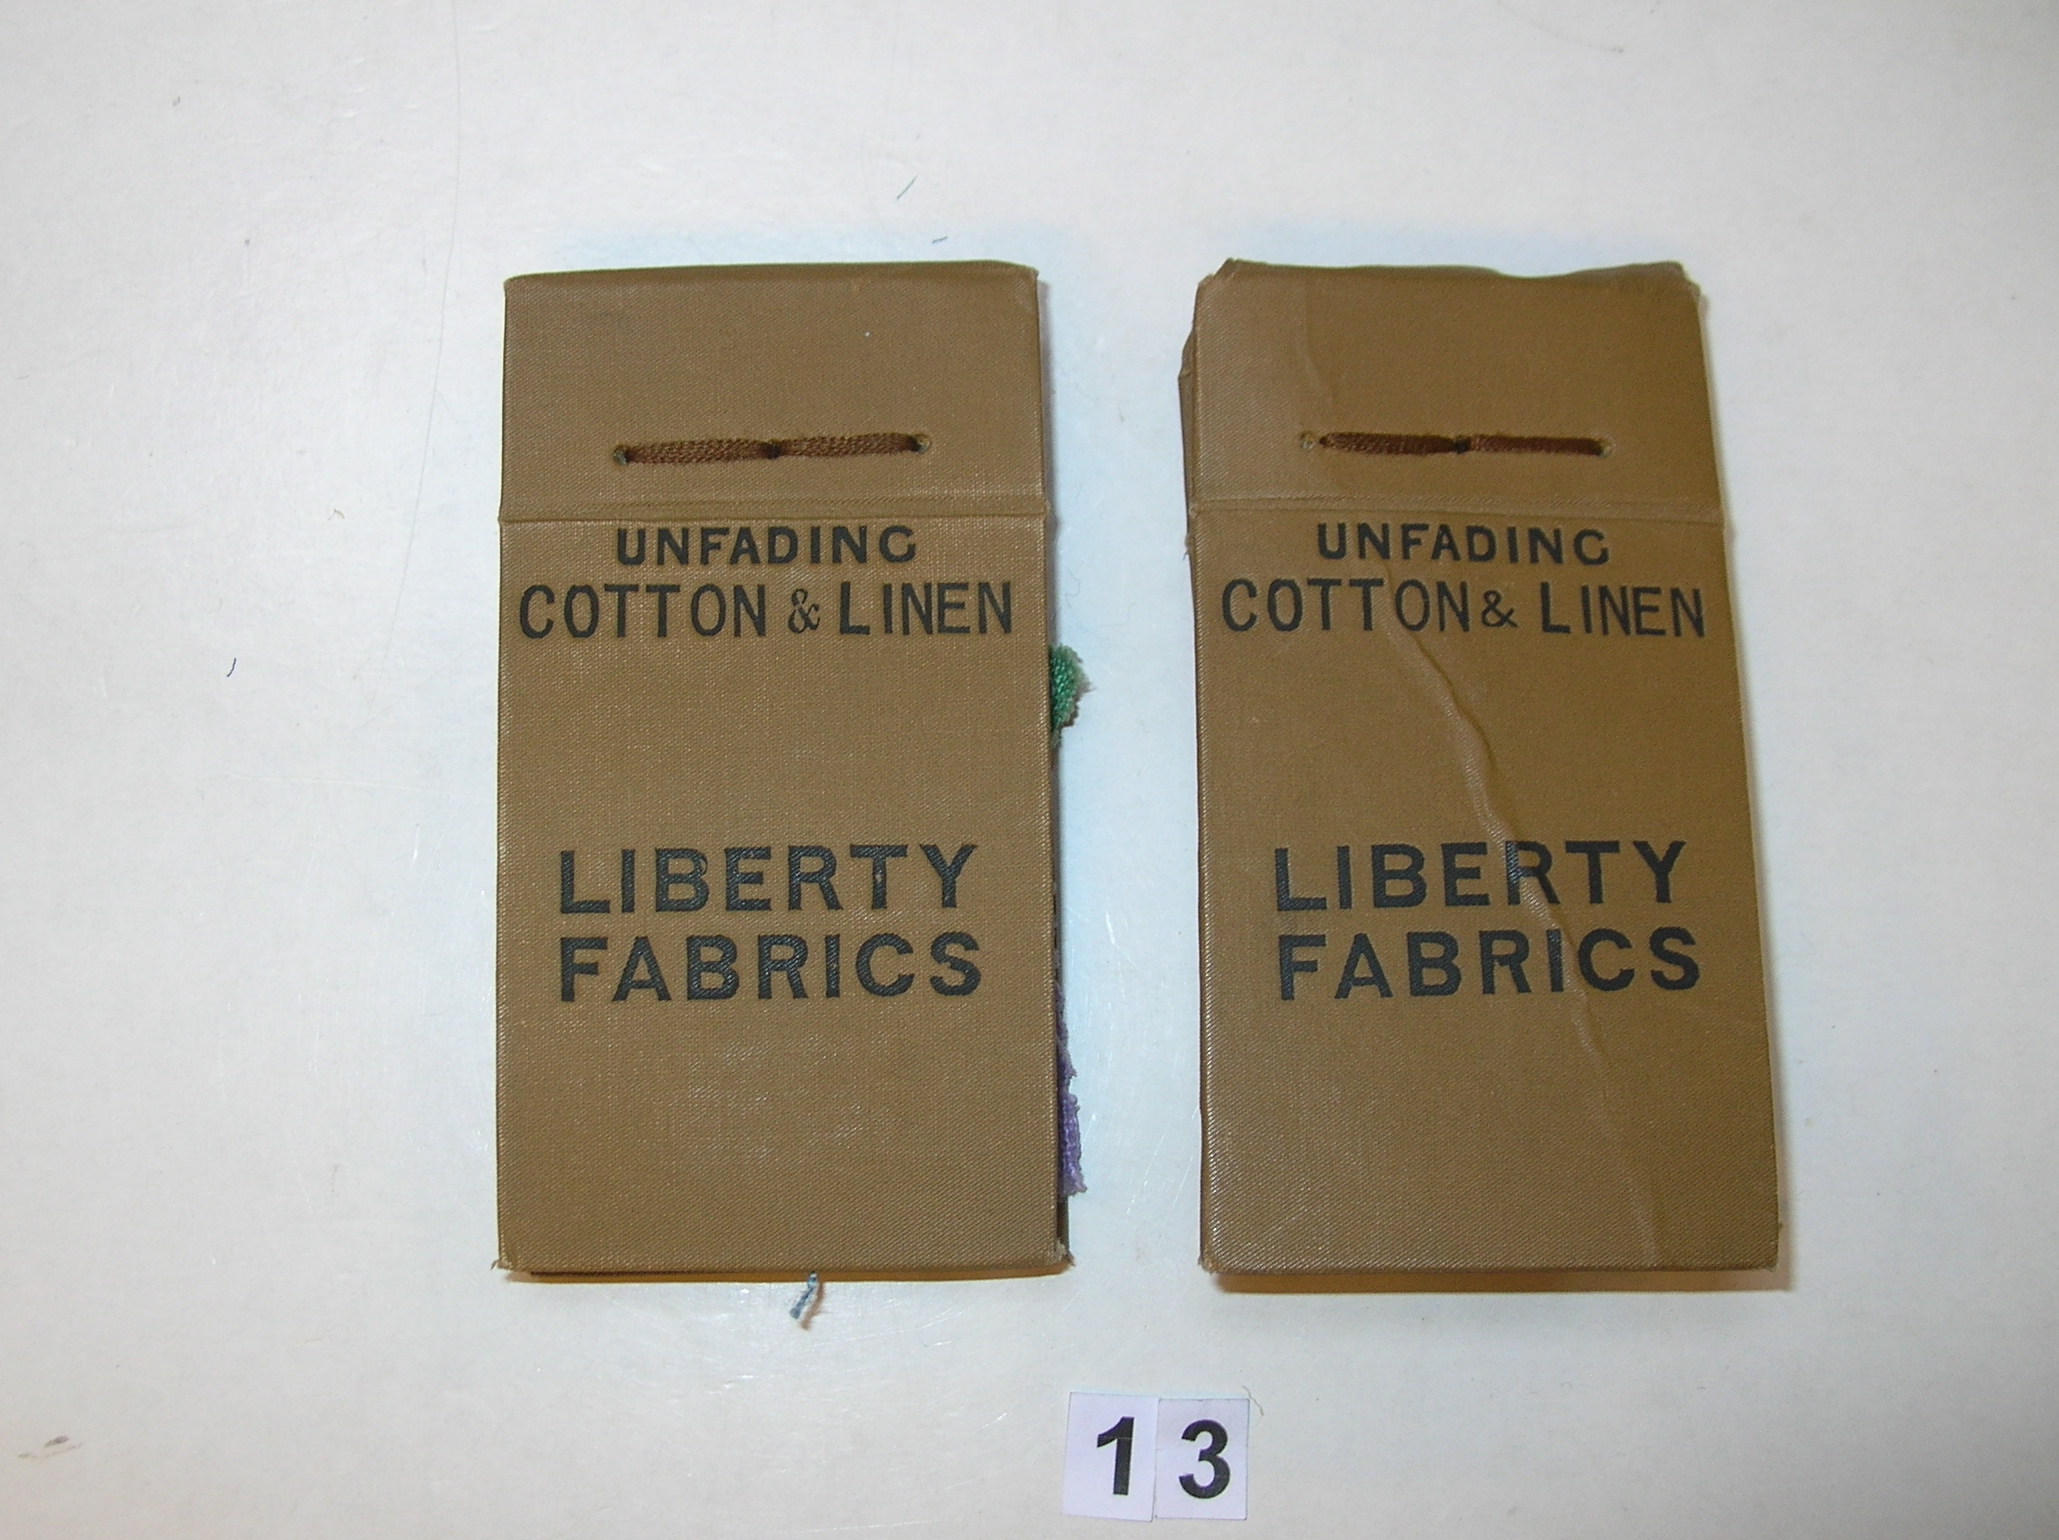 UNFADING
COTTON & LINEN
LIBERTY
FABRICS
UNFADING
COTTON & LINEN
LIBERTY
FABRICS
13